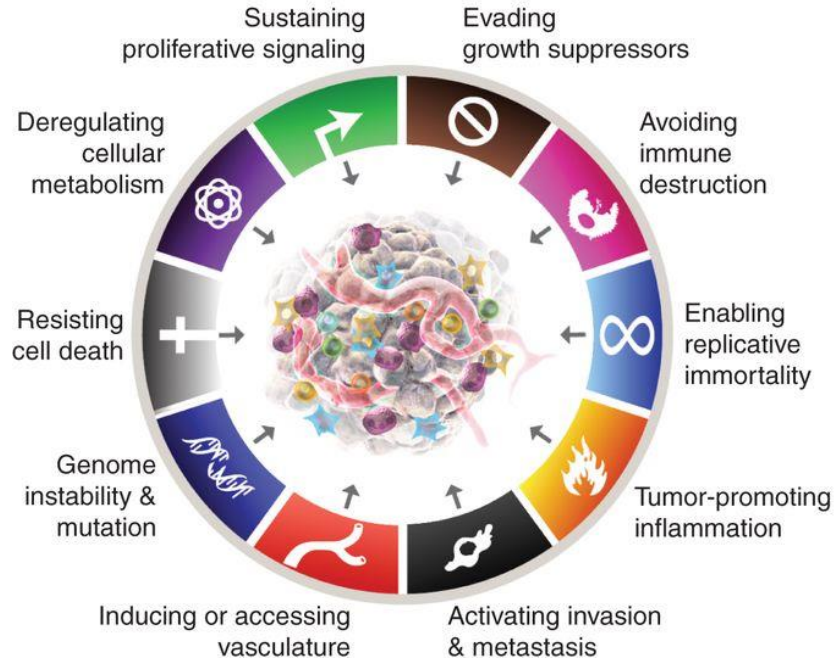 Sustaining
proliferative signaling
Evading
growth suppressors
Deregulating
cellular
metabolism
Avoiding
immune
destruction
Resisting
cell death
Enabling
replicative
immortality
Genome
instability &
mutation
Tumor-promoting
inflammation
Inducing or accessing
vasculature
Activating invasion
& metastasis